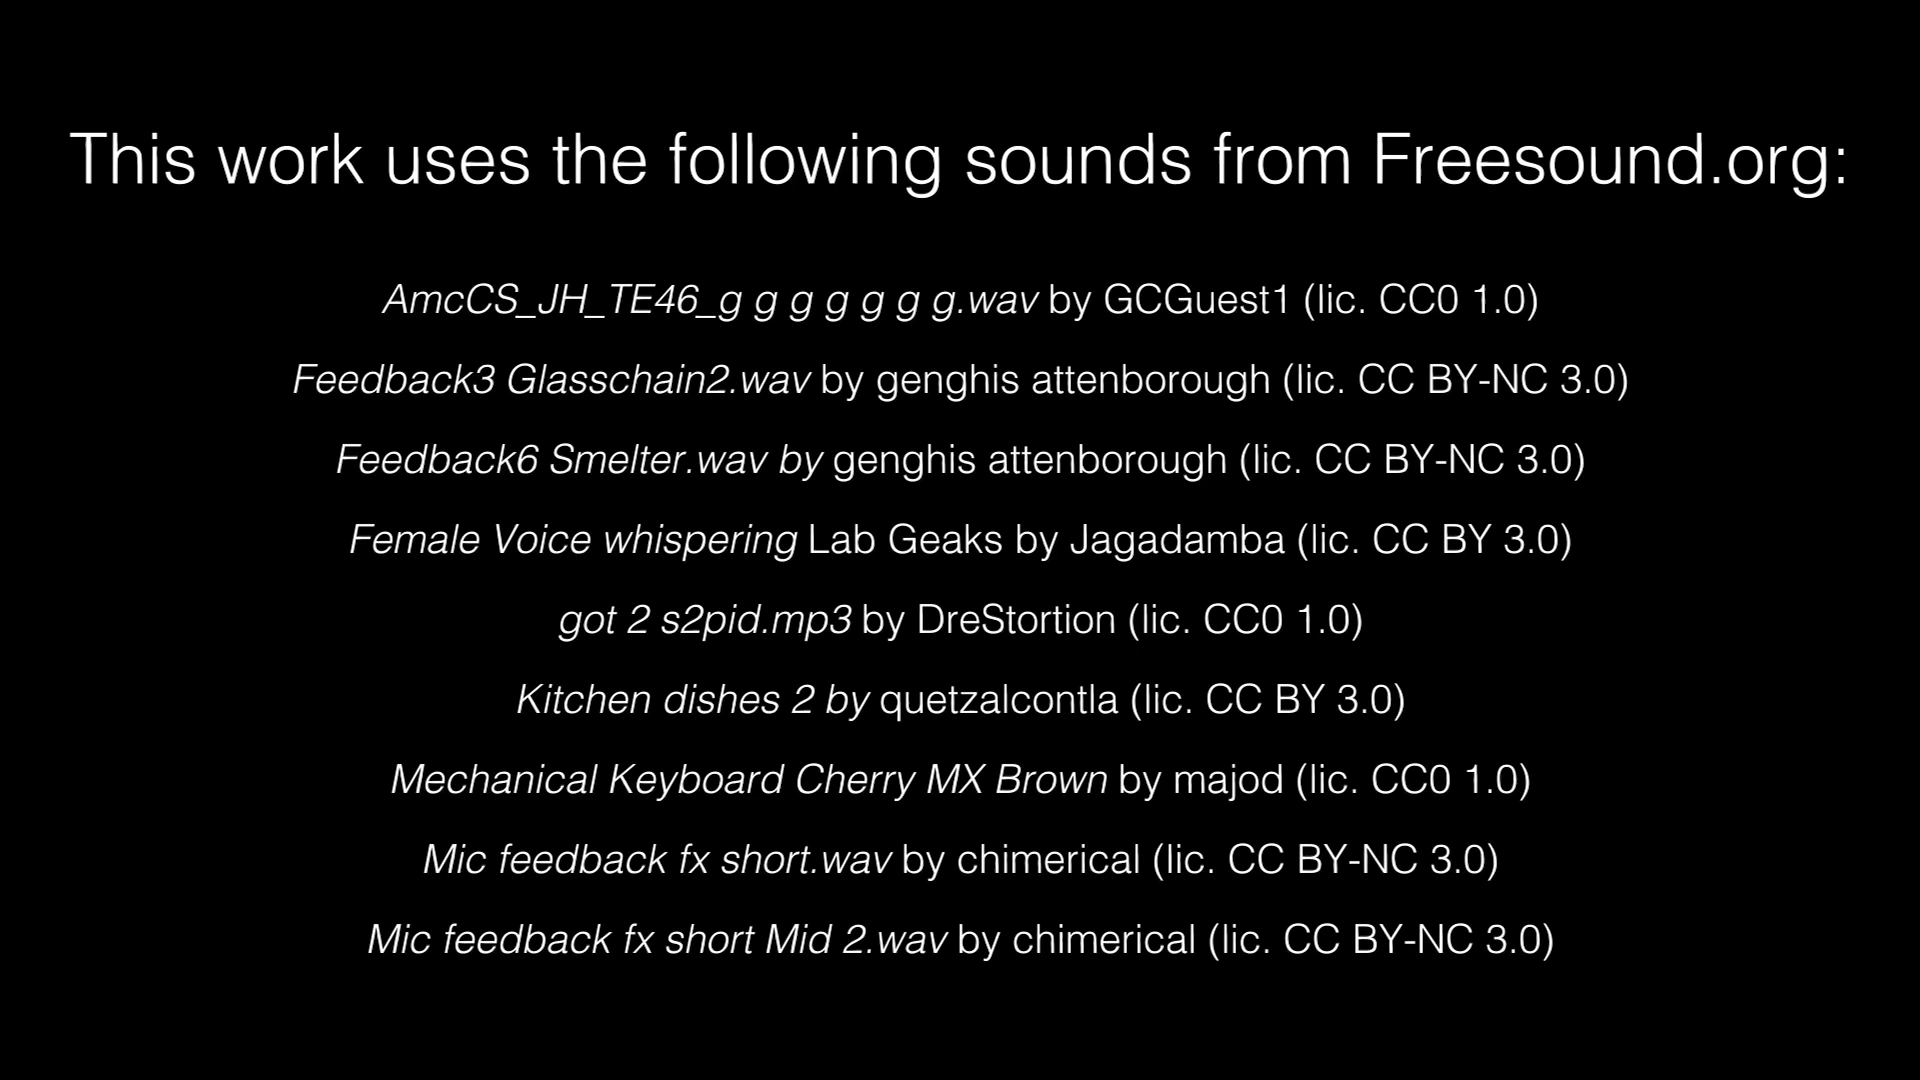 This work uses the following sounds from Freesound.org:
AmcCS_JH_TE46_g g g g g g g.wav by GCGuest1 (lic. CC0 1.0)
Feedback3 Glasschain2.wav by genghis attenborough (lic. CC BY-NC 3.0)
Feedback6 Smelter.wav by genghis attenborough (lic. CC BY-NC 3.0)
Female Voice whispering Lab Geaks by Jagadamba (lic. CC BY 3.0)
got 2 s2pid.mp3 by DreStortion (lic. CC0 1.0)
Kitchen dishes 2 by quetzalcontla (lic. CC BY 3.0)
Mechanical Keyboard Cherry MX Brown by majod (lic. CC0 1.0)
Mic feedback fx short.wav by chimerical (lic. CC BY-NC 3.0)
Mic feedback fx short Mid 2.wav by chimerical (lic. CC BY-NC 3.0)